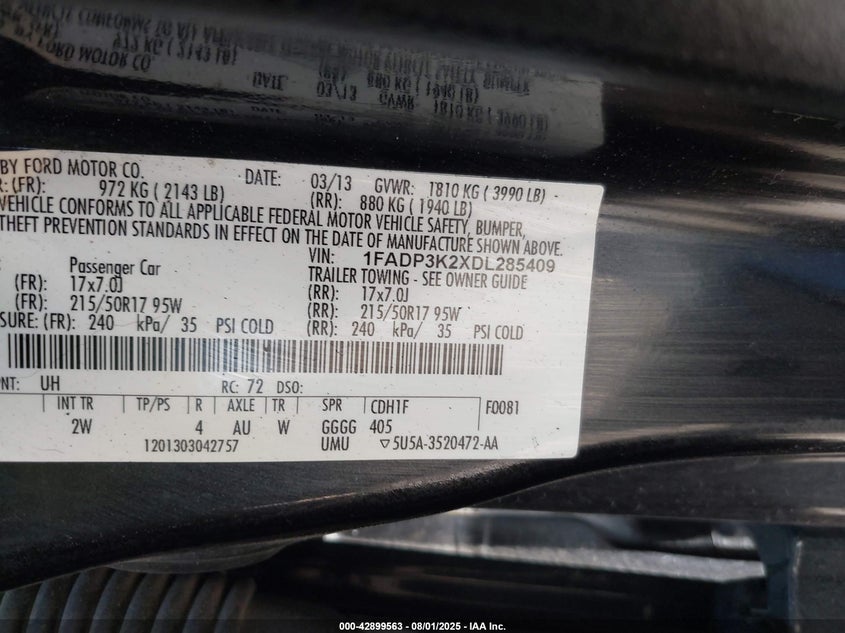 BY FORD MOTOR CO. DATE: 03/13 GVWR: 1810 KG (3990 LB)
R: (FR): 972 KG (2143 LB) (RR): 880 KG (1940 LB)
VEHICLE CONFORMS TO ALL APPLICABLE FEDERAL MOTOR VEHICLE SAFETY, BUMPER,
THEFT PREVENTION STANDARDS IN EFFECT ON THE DATE OF MANUFACTURE SHOWN ABOVE.
VIN: 1FADP3K2XDL285409
Passenger Car TRAILER TOWING - SEE OWNER GUIDE
(FR): 17x7.0J (RR): 17x7.0J
(FR): 215/50R17 95W (RR): 215/50R17 95W
SURE: (FR): 240 kPa/ 35 PSI COLD (RR): 240 kPa/ 35 PSI COLD
NT: UH RC: 72 DSO:
INT TR TP/PS R AXLE TR SPR CDH1F F0081
2W 4 AU W GGGG 405
1201303042757 UMU ▽5U5A-3520472-AA
000-42899563 - 08/01/2025 - IAA Inc.